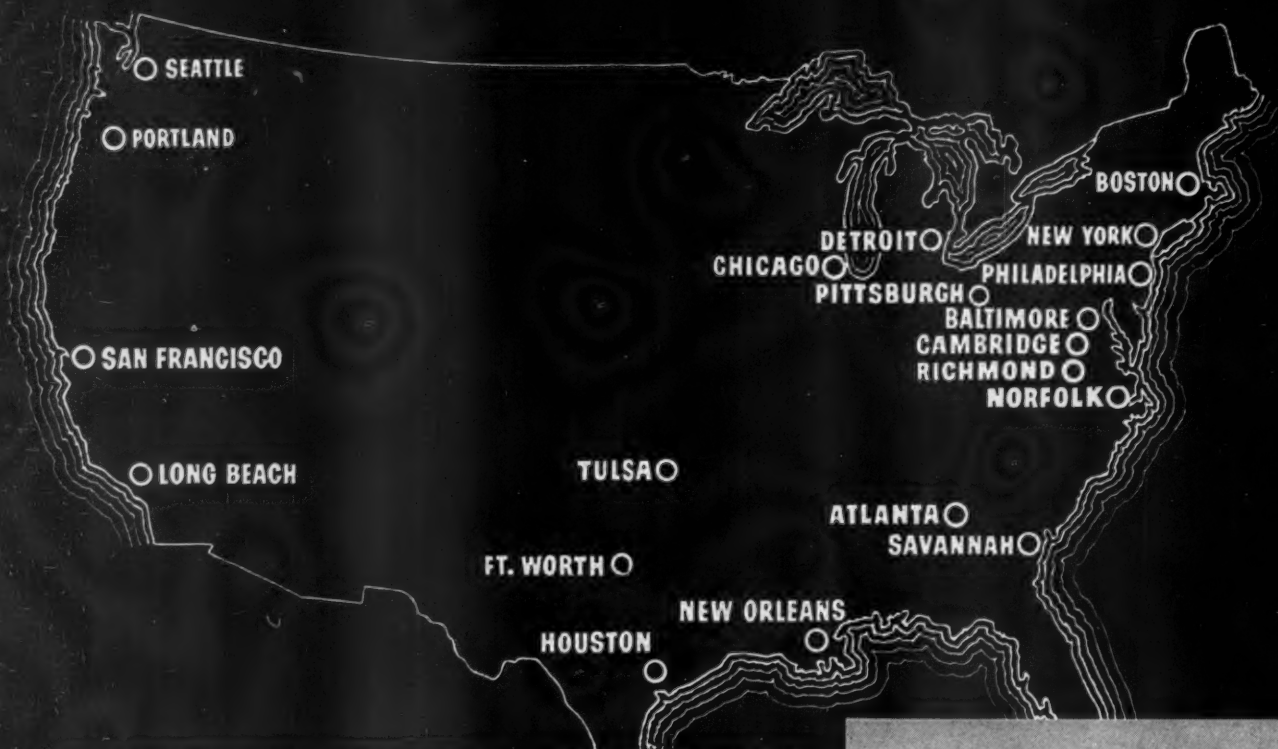 SEATTLE
PORTLAND
BOSTON
DETROIT
NEW YORK
CHICAGO
PHILADELPHIA
PITTSBURGH
BALTIMORE
CAMBRIDGE
SAN FRANCISCO
RICHMOND
NORFOLK
LONG BEACH
TULSA
ATLANTA
SAVANNAH
FT. WORTH
NEW ORLEANS
HOUSTON